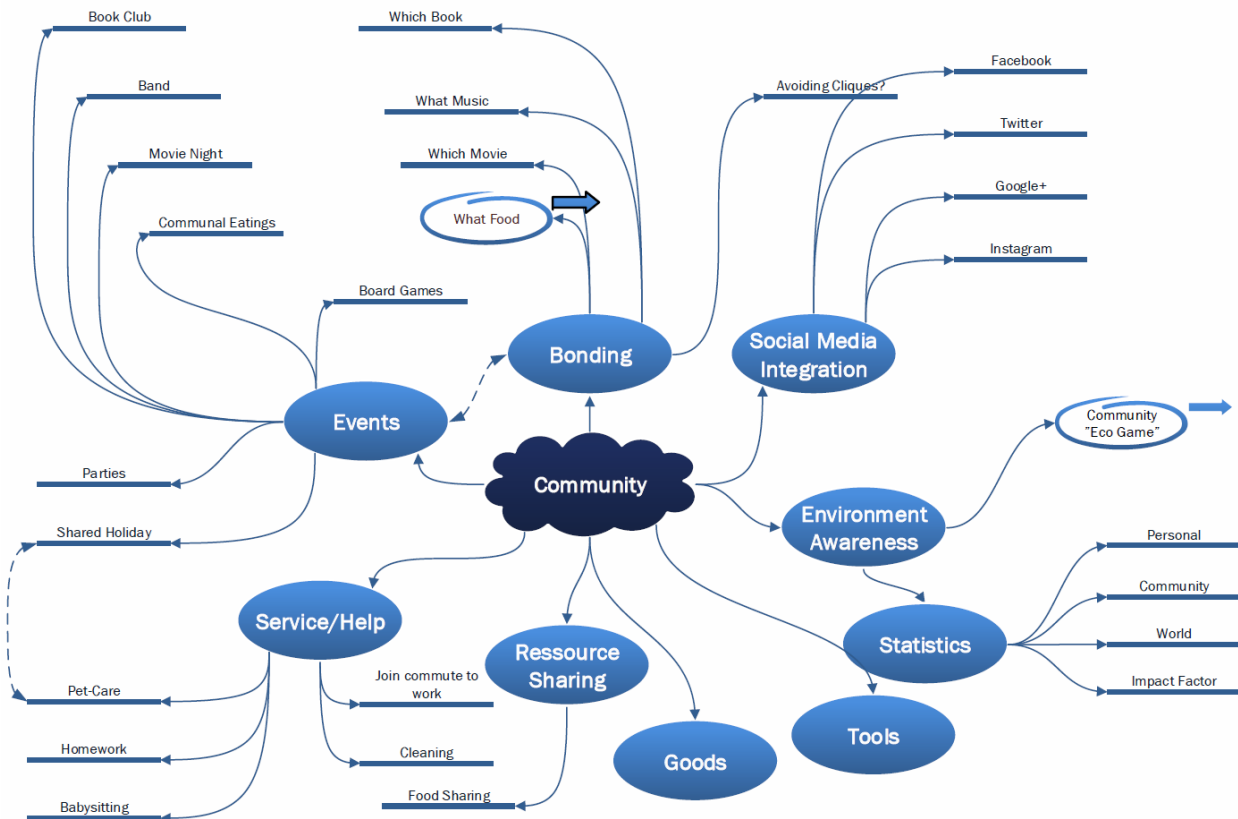 Book Club
Which Book
Facebook
Band
Avoiding Cliques?
What Music
Twitter
Movie Night
Which Movie
Google+
What Food
Communal Eatings
Instagram
Board Games
Bonding
Social Media
Integration
Events
Community
"Eco Game"
Parties
Community
Environment
Awareness
Shared Holiday
Personal
Community
Service/Help
Statistics
World
Ressource
Sharing
Join commute to
work
Impact Factor
Pet-Care
Tools
Homework
Cleaning
Goods
Food Sharing
Babysitting